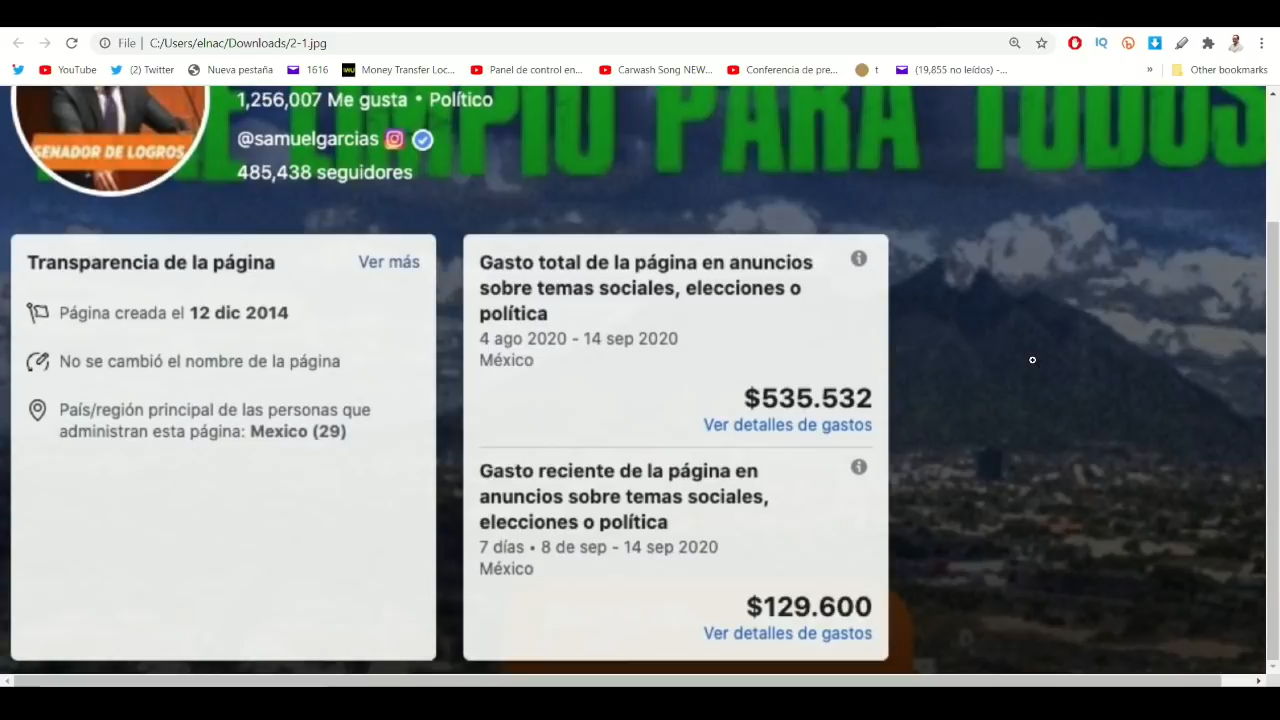 File | C:/Users/elnac/Downloads/2-1.jpg
YouTube (2) Twitter Nueva pestaña 1616 Money Transfer Loc... Panel de control en... Carwash Song NEW... Conferencia de pre... t (19,855 no leídos) -... » Other bookmarks
1,256,007 Me gusta • Político
LIMPIO PARA TODOS
@samuelgarcias
SENADOR DE LOGROS
485,438 seguidores
Transparencia de la página Ver más
Página creada el 12 dic 2014
No se cambió el nombre de la página
País/región principal de las personas que
administran esta página: Mexico (29)
Gasto total de la página en anuncios
sobre temas sociales, elecciones o
política
4 ago 2020 - 14 sep 2020
México
$535.532
Ver detalles de gastos
Gasto reciente de la página en
anuncios sobre temas sociales,
elecciones o política
7 días • 8 de sep - 14 sep 2020
México
$129.600
Ver detalles de gastos